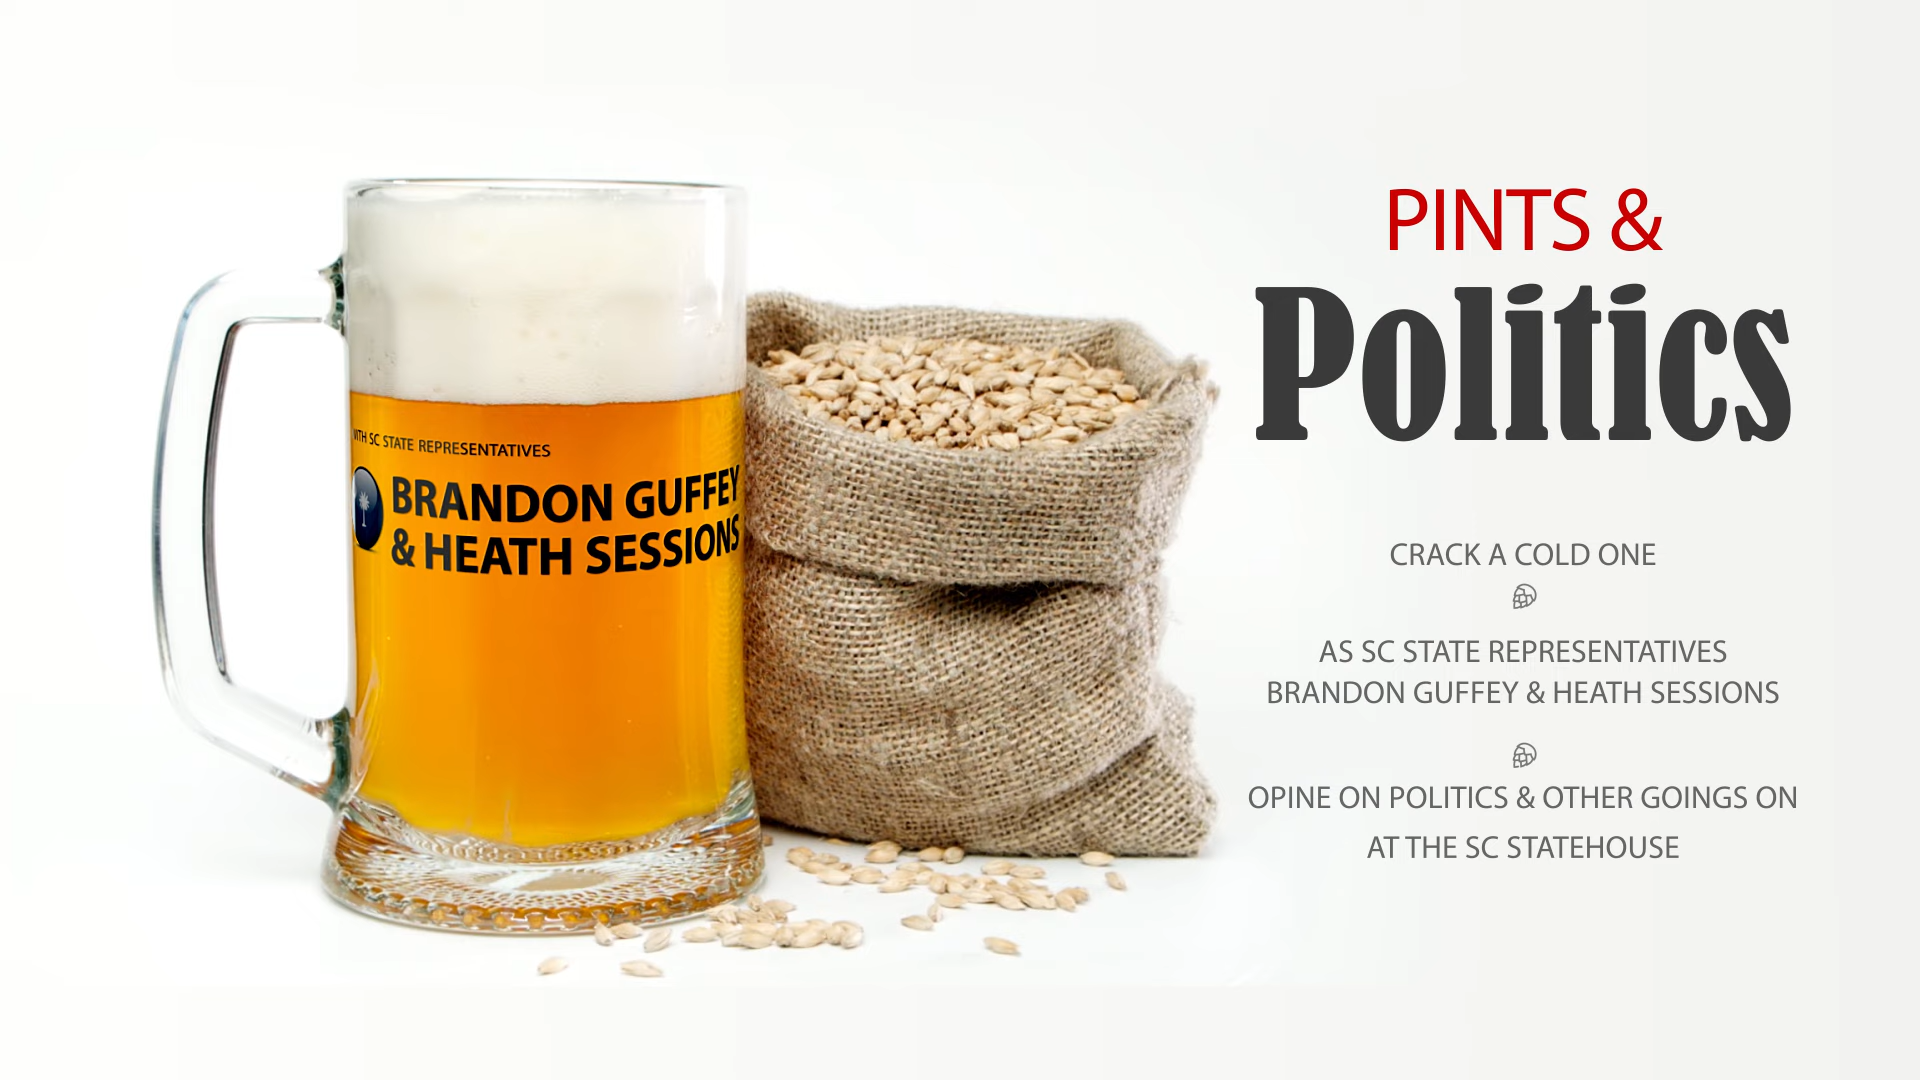 WITH SC STATE REPRESENTATIVES
BRANDON GUFFEY
& HEATH SESSIONS
PINTS &
Politics
CRACK A COLD ONE
AS SC STATE REPRESENTATIVES
BRANDON GUFFEY & HEATH SESSIONS
OPINE ON POLITICS & OTHER GOINGS ON
AT THE SC STATEHOUSE